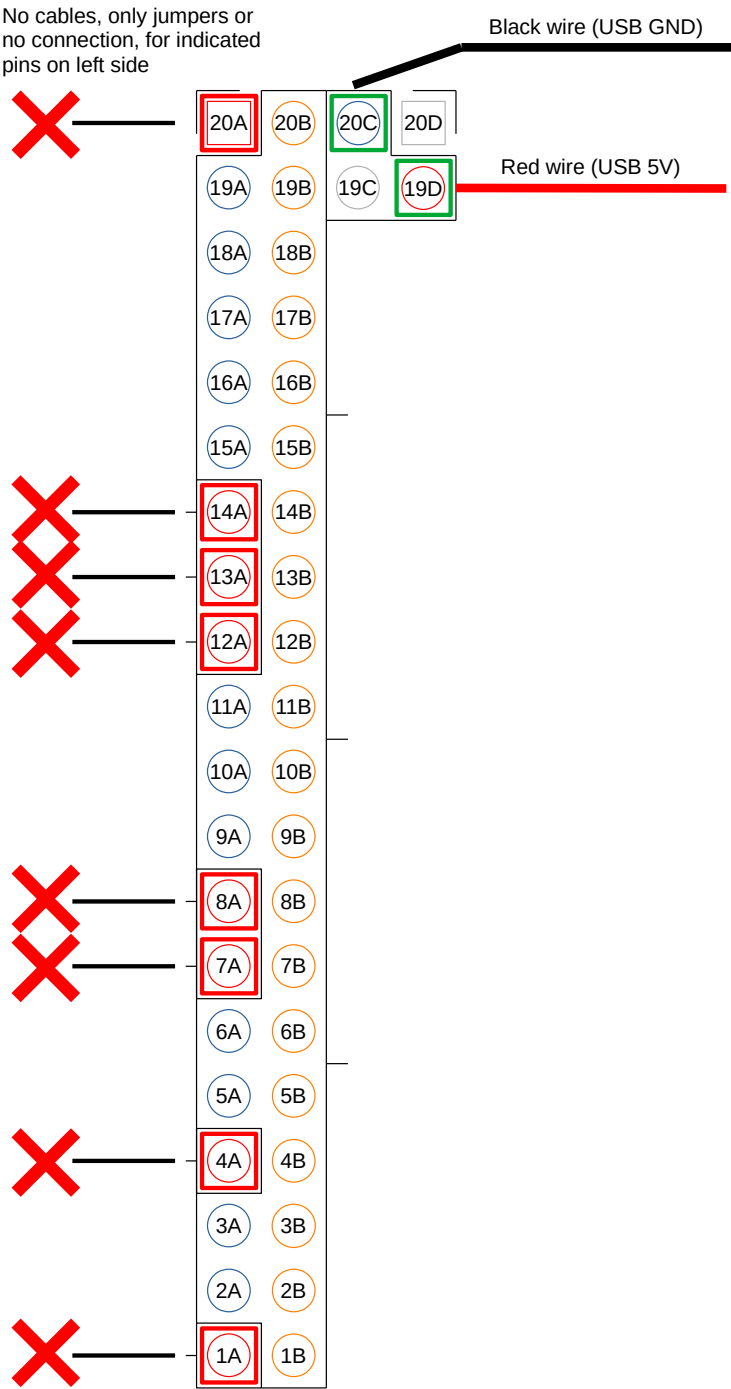 No cables, only jumpers or
no connection, for indicated
pins on left side
Black wire (USB GND)
20A 20B 20C 20D
Red wire (USB 5V)
19A 19B 19C 19D
18A 18B
17A 17B
16A 16B
15A 15B
14A 14B
13A 13B
12A 12B
11A 11B
10A 10B
9A 9B
8A 8B
7A 7B
6A 6B
5A 5B
4A 4B
3A 3B
2A 2B
1A 1B